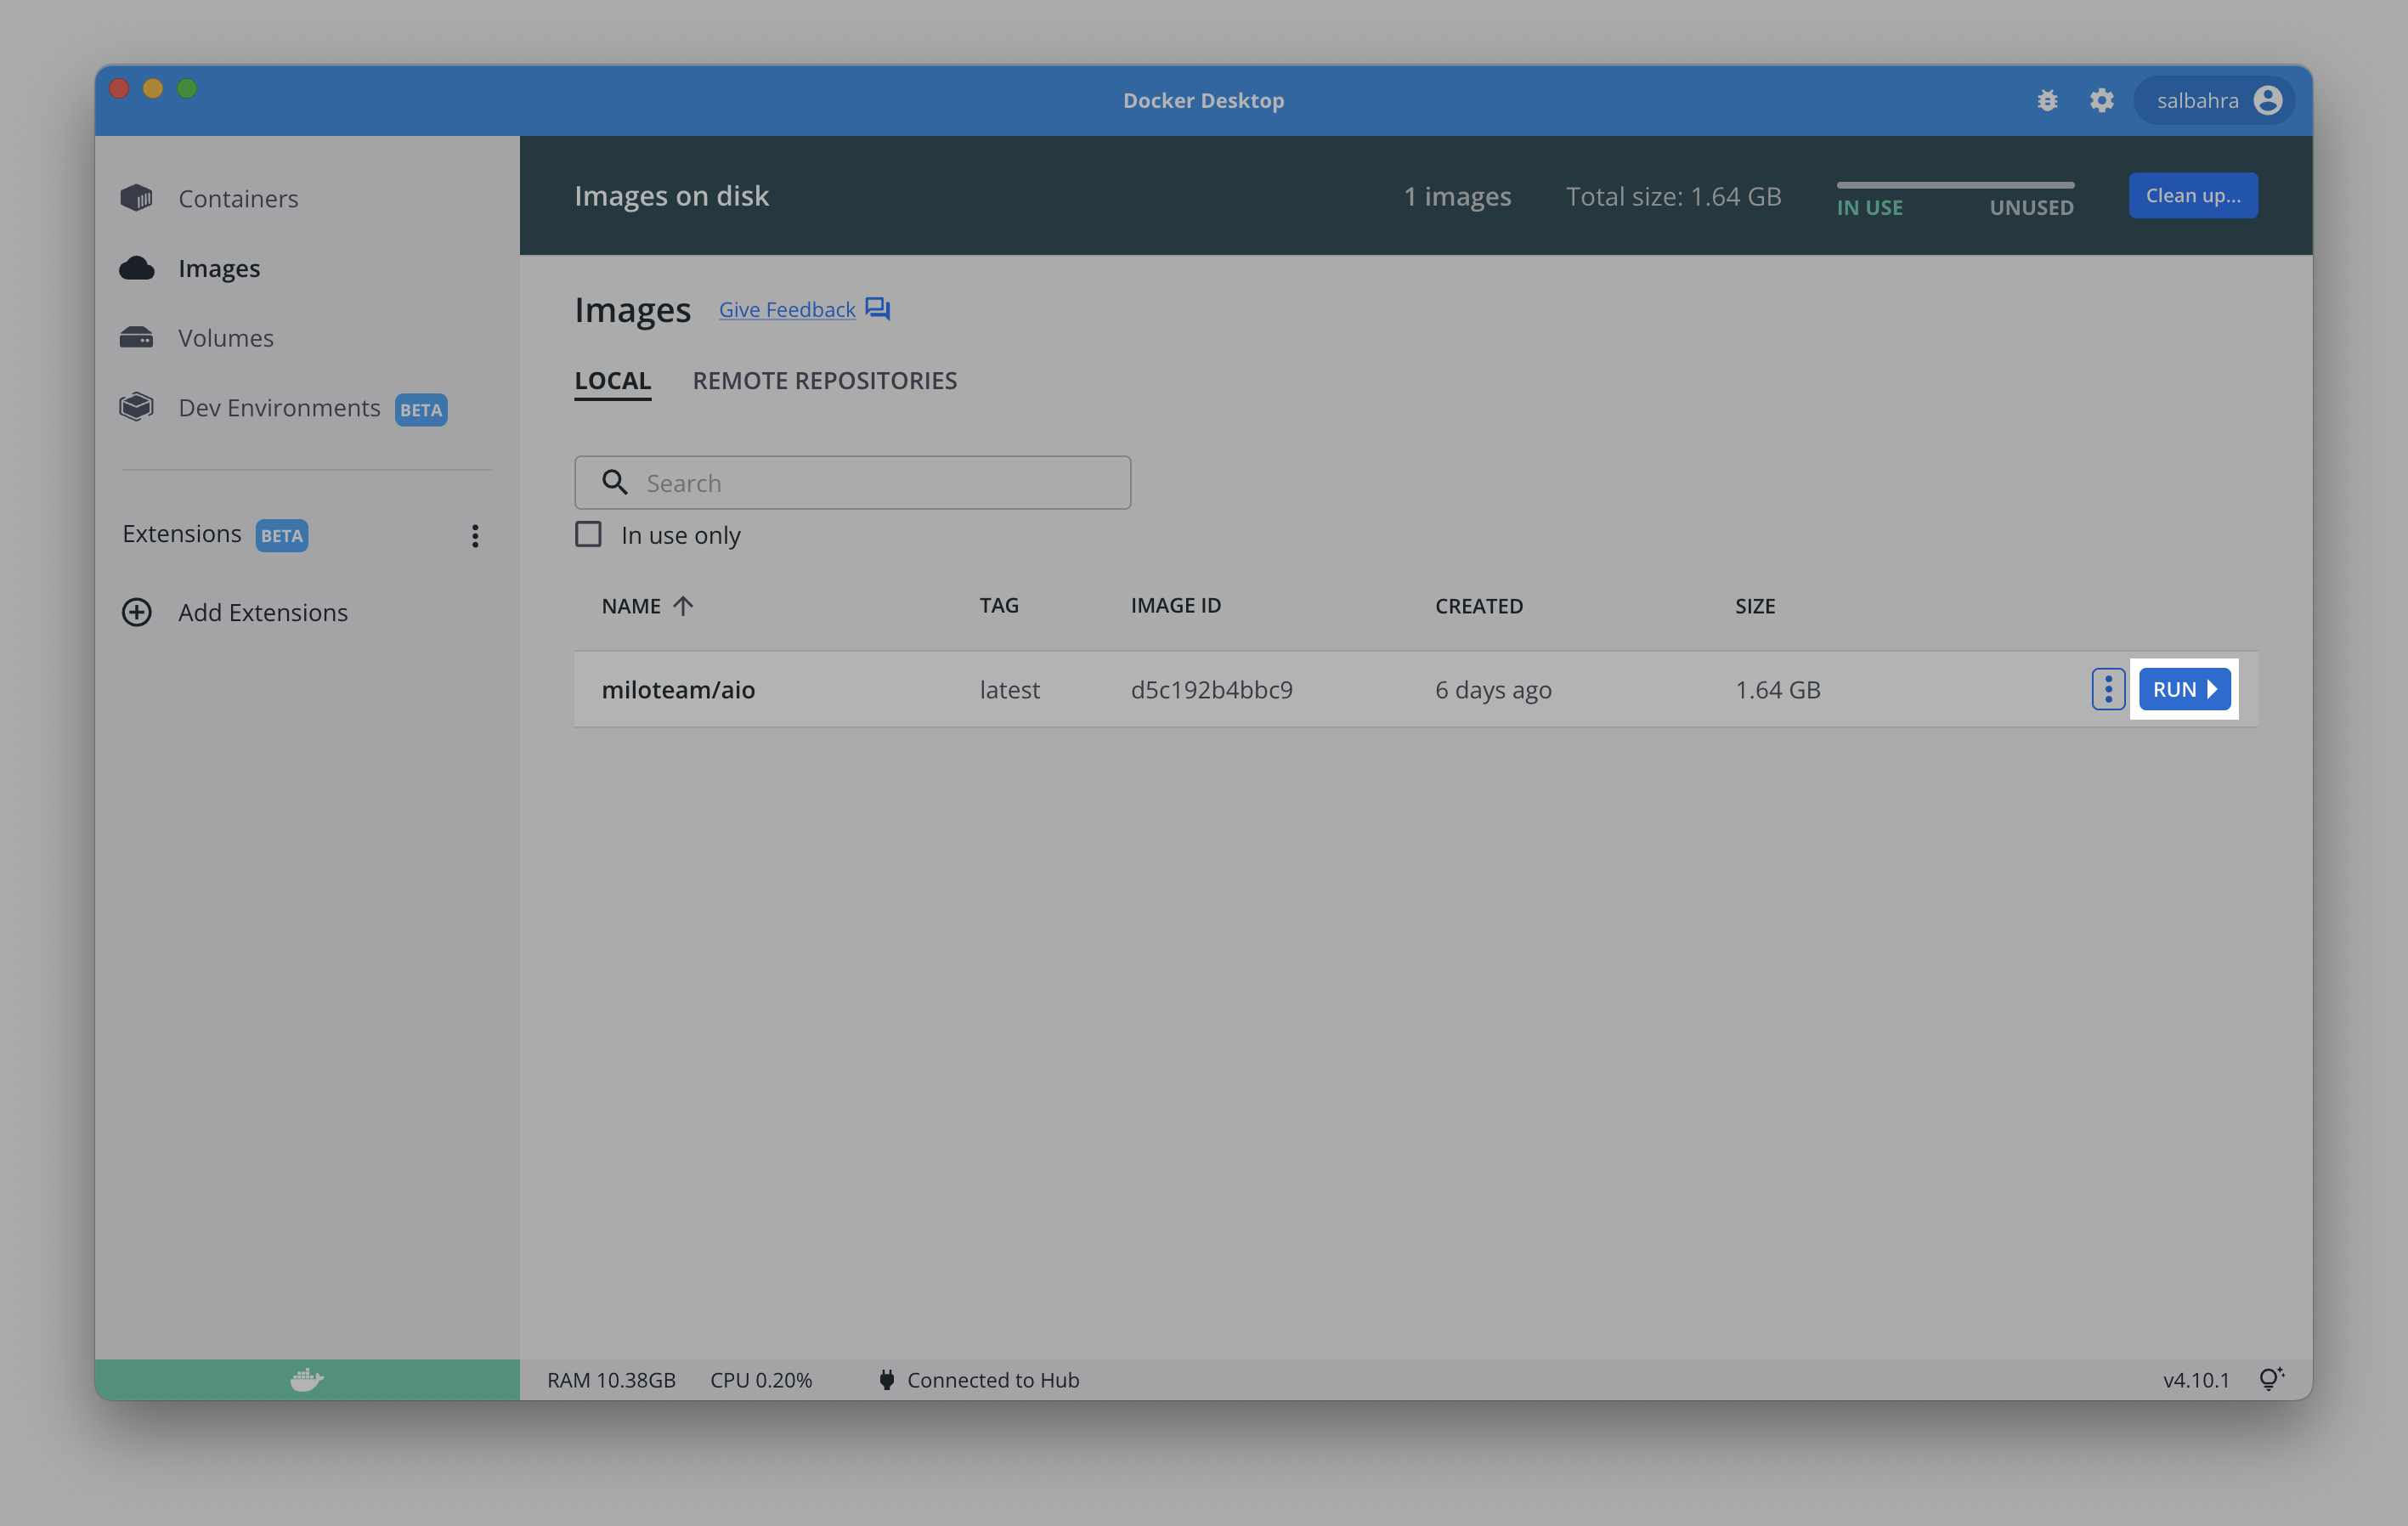 Docker Desktop
salbahra
Containers
Images
Volumes
Dev Environments BETA
Extensions BETA
Add Extensions
Images on disk
1 images
Total size: 1.64 GB
IN USE
UNUSED
Clean up...
Images
Give Feedback
LOCAL
REMOTE REPOSITORIES
Search
In use only
NAME TAG IMAGE ID CREATED SIZE
miloteam/aio latest d5c192b4bbc9 6 days ago 1.64 GB RUN
RAM 10.38GB CPU 0.20% Connected to Hub v4.10.1